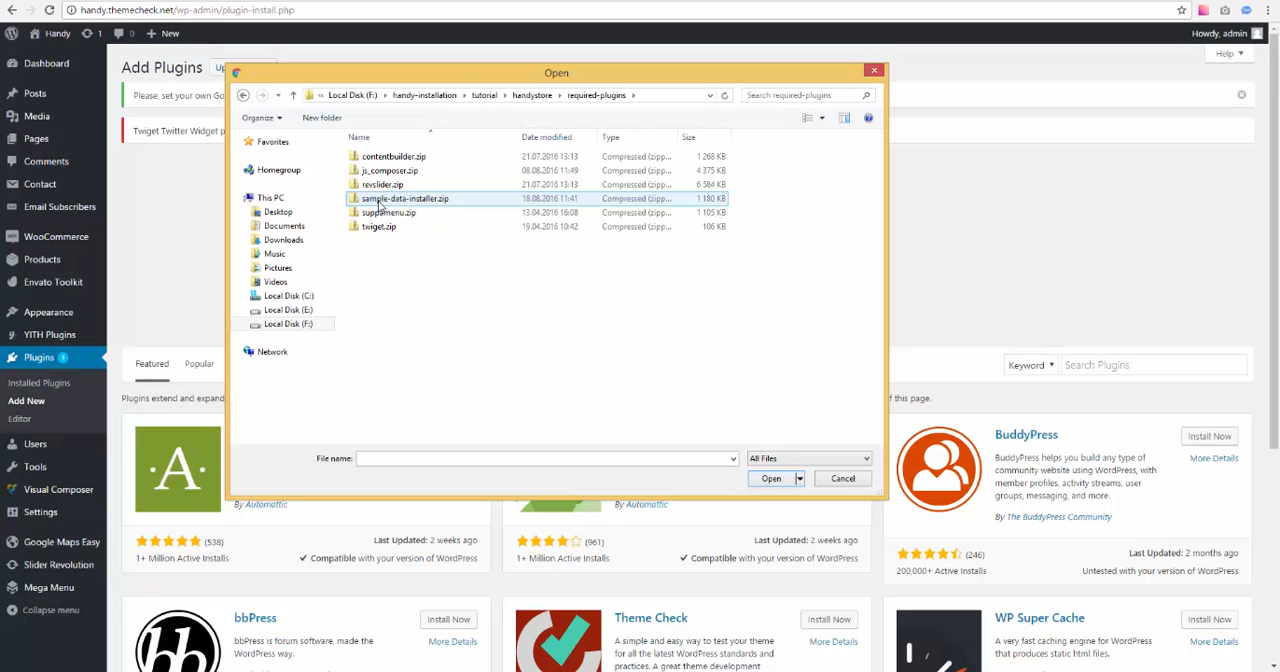 handy.themecheck.net/wp-admin/plugin-install.php
Handy 1 0 + New
Howdy, admin
Dashboard
Posts
Media
Pages
Comments
Contact
Email Subscribers
WooCommerce
Products
Envato Toolkit
Appearance
YITH Plugins
Plugins 1
Installed Plugins
Add New
Editor
Users
Tools
Visual Composer
Settings
Google Maps Easy
Slider Revolution
Mega Menu
Collapse menu
Add Plugins
Help
Please, set your own Go
Twiget Twitter Widget p
Open
« Local Disk (F:) handy-installation tutorial handystore required-plugins
Search required-plugins
Organize New folder
Favorites
Homegroup
This PC
Desktop
Documents
Downloads
Music
Pictures
Videos
Local Disk (C:)
Local Disk (E:)
Local Disk (F:)
Network
Name Date modified Type Size
contentbuilder.zip 21.07.2016 13:13 Compressed (zipp... 1 268 KB
js_composer.zip 08.08.2016 11:49 Compressed (zipp... 4 375 KB
revslider.zip 21.07.2016 13:13 Compressed (zipp... 6 584 KB
sample-data-installer.zip 18.08.2016 11:41 Compressed (zipp... 1 180 KB
suppamenu.zip 13.04.2016 16:08 Compressed (zipp... 1 105 KB
twiget.zip 19.04.2016 10:42 Compressed (zipp... 106 KB
File name:
All Files
Open Cancel
Featured Popular
Keyword Search Plugins
Plugins extend and expand
of this page.
·A·
By Automattic
(538)
Last Updated: 2 weeks ago
1+ Million Active Installs
Compatible with your version of WordPress
By Automattic
(961)
Last Updated: 2 weeks ago
1+ Million Active Installs
Compatible with your version of WordPress
BuddyPress
Install Now
More Details
BuddyPress helps you build any type of
community website using WordPress, with
member profiles, activity streams, user
groups, messaging, and more.
By The BuddyPress Community
(246)
Last Updated: 2 months ago
200,000+ Active Installs
Untested with your version of WordPress
bb
bbPress
Install Now
More Details
bbPress is forum software, made the
WordPress way.
Theme Check
Install Now
More Details
A simple and easy way to test your theme
for all the latest WordPress standards and
practices. A great theme development
WP Super Cache
Install Now
More Details
A very fast caching engine for WordPress
that produces static html files.